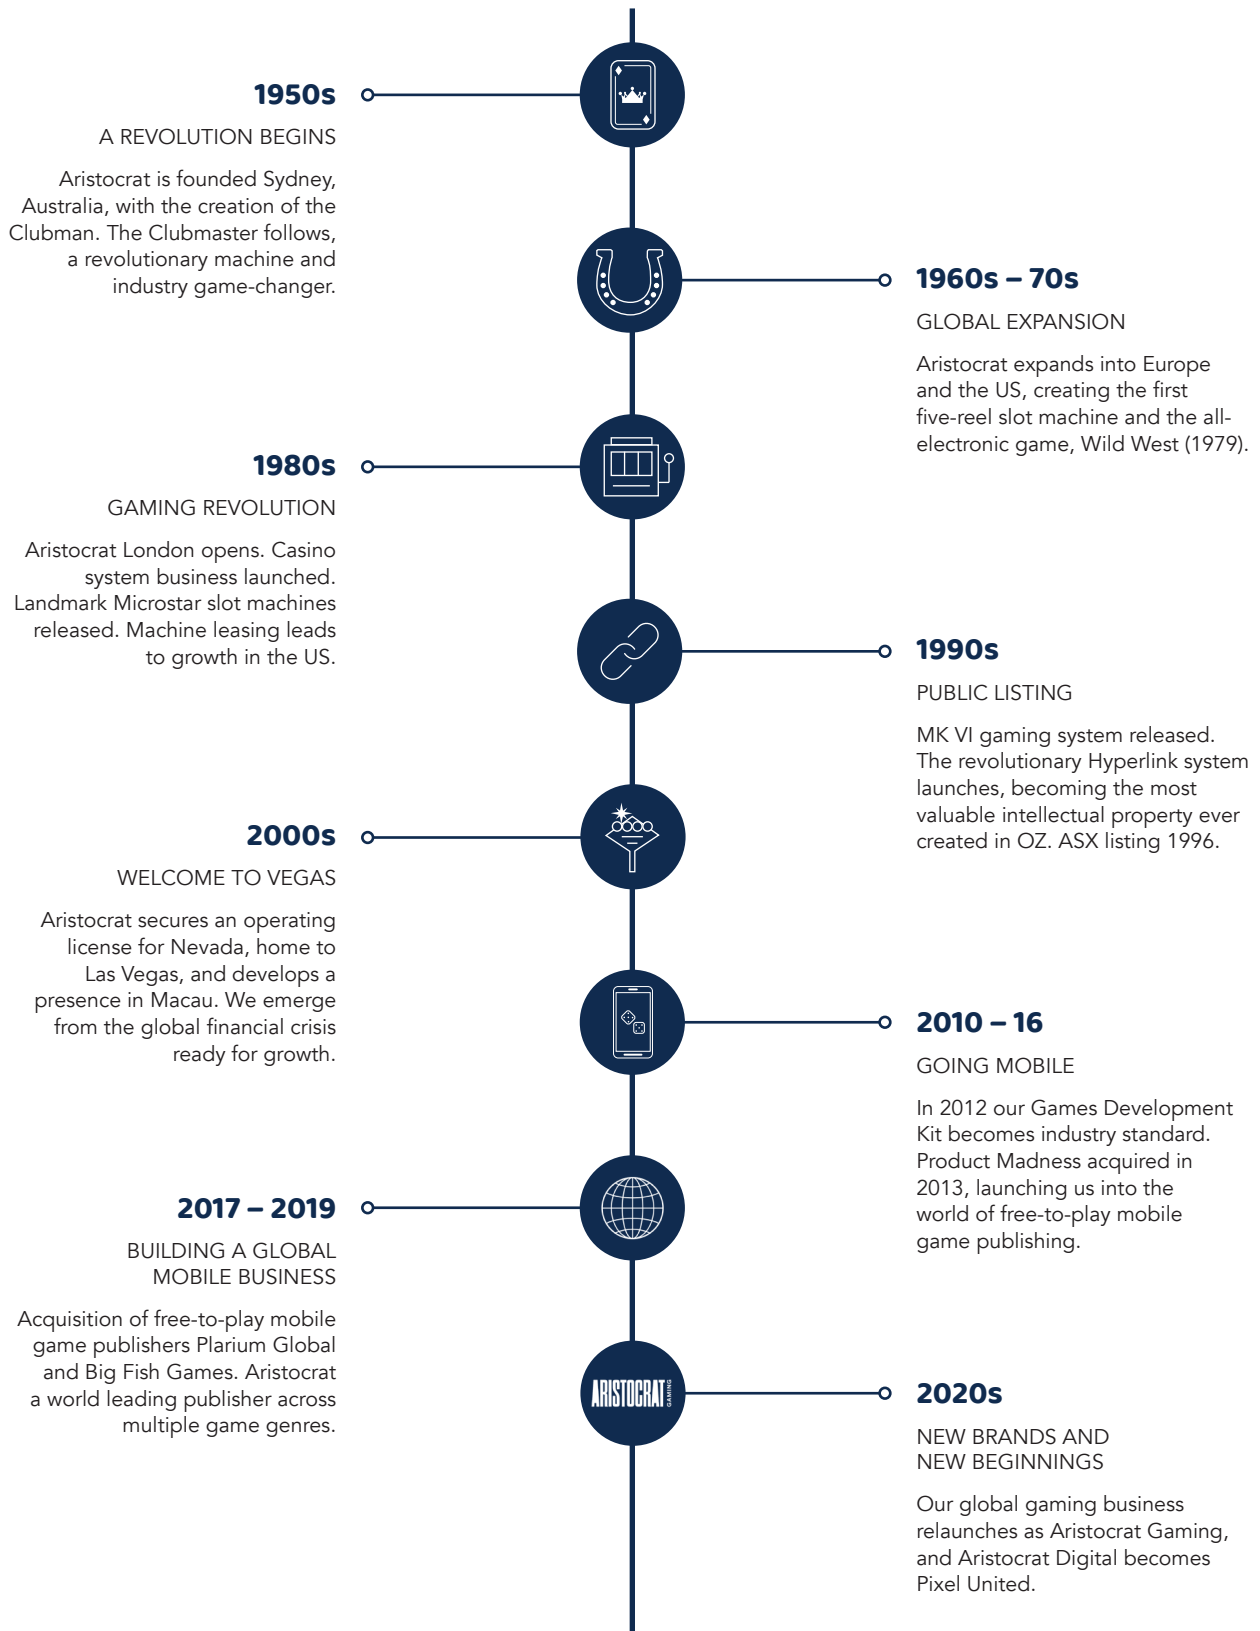 1950s
A REVOLUTION BEGINS
Aristocrat is founded Sydney,
Australia, with the creation of the
Clubman. The Clubmaster follows,
a revolutionary machine and
industry game-changer.
1960s – 70s
GLOBAL EXPANSION
Aristocrat expands into Europe
and the US, creating the first
five-reel slot machine and the all-
electronic game, Wild West (1979).
1980s
GAMING REVOLUTION
Aristocrat London opens. Casino
system business launched.
Landmark Microstar slot machines
released. Machine leasing leads
to growth in the US.
1990s
PUBLIC LISTING
MK VI gaming system released.
The revolutionary Hyperlink system
launches, becoming the most
valuable intellectual property ever
created in OZ. ASX listing 1996.
2000s
WELCOME TO VEGAS
Aristocrat secures an operating
license for Nevada, home to
Las Vegas, and develops a
presence in Macau. We emerge
from the global financial crisis
ready for growth.
2010 – 16
GOING MOBILE
In 2012 our Games Development
Kit becomes industry standard.
Product Madness acquired in
2013, launching us into the
world of free-to-play mobile
game publishing.
2017 – 2019
BUILDING A GLOBAL
MOBILE BUSINESS
Acquisition of free-to-play mobile
game publishers Plarium Global
and Big Fish Games. Aristocrat
a world leading publisher across
multiple game genres.
ARISTOCRAT GAMING
2020s
NEW BRANDS AND
NEW BEGINNINGS
Our global gaming business
relaunches as Aristocrat Gaming,
and Aristocrat Digital becomes
Pixel United.